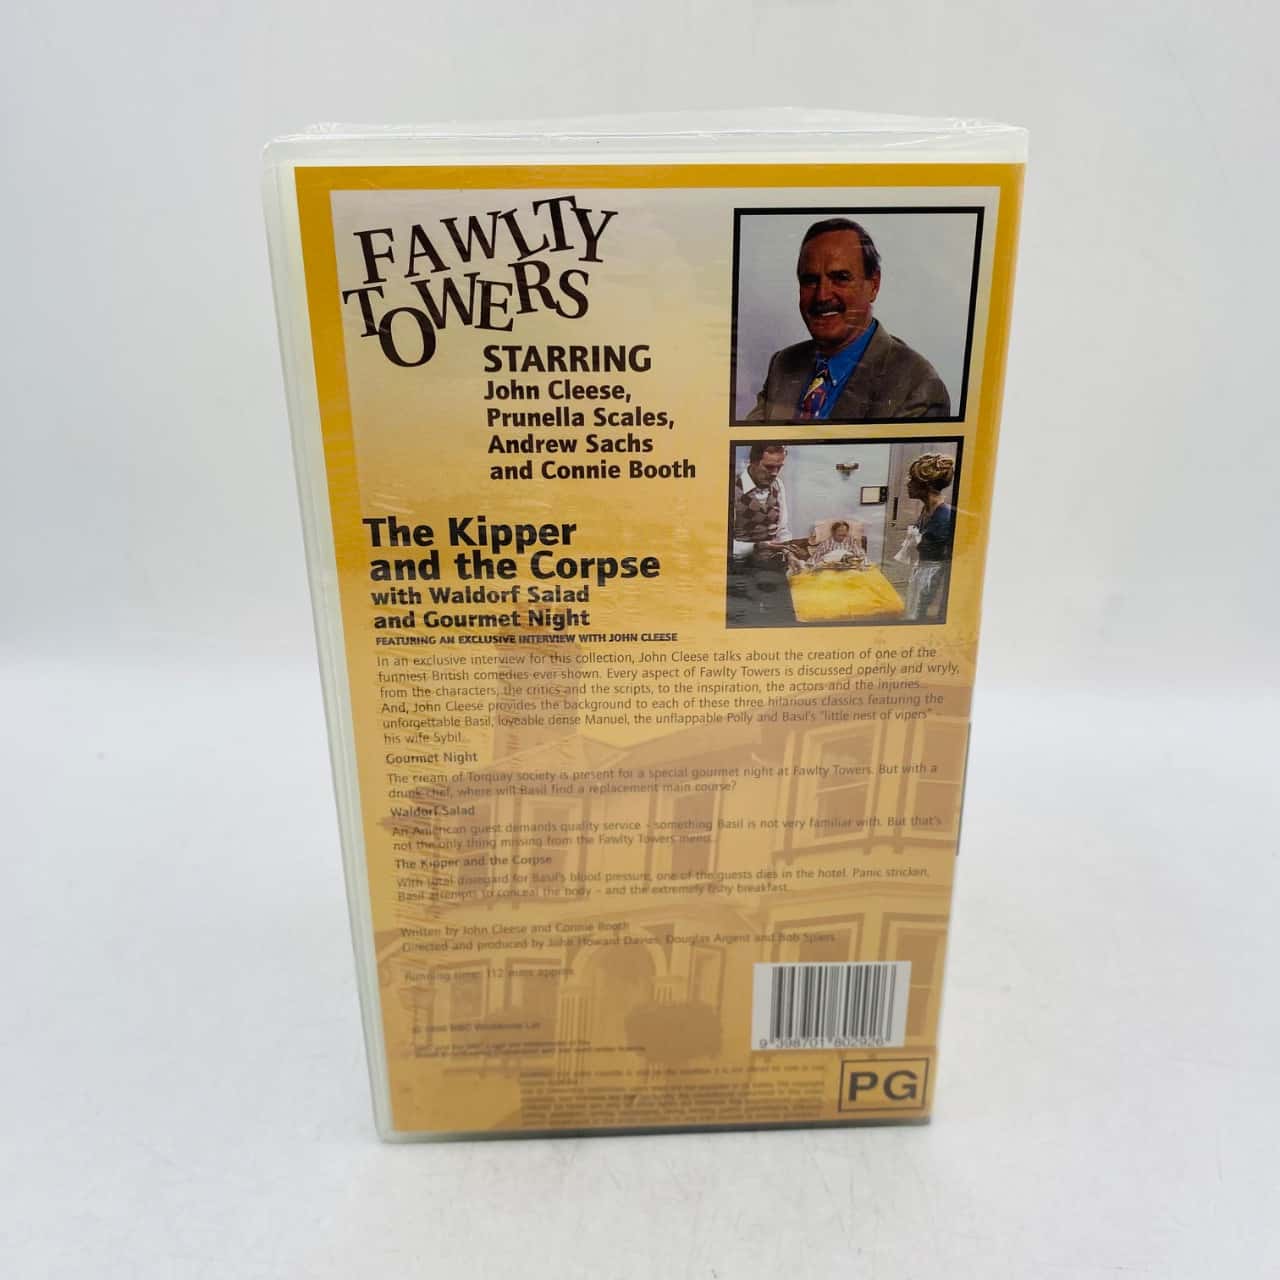 FAWLTY
TOWERS
STARRING
John Cleese,
Prunella Scales,
Andrew Sachs
and Connie Booth
The Kipper
and the Corpse
with Waldorf Salad
and Gourmet Night
FEATURING AN EXCLUSIVE INTERVIEW WITH JOHN CLEESE
In an exclusive interview for this collection, John Cleese talks about the creation of one of the
funniest British comedies ever shown. Every aspect of Fawlty Towers is discussed openly and wryly,
from the characters, the critics and the scripts, to the inspiration, the actors and the injuries...
And, John Cleese provides the background to each of these three hilarious classics featuring the
unforgettable Basil, loveable dense Manuel, the unflappable Polly and Basil's "little nest of vipers" -
his wife Sybil.
Gourmet Night
The cream of Torquay society is present for a special gourmet night at Fawlty Towers. But with a
drunk chef, where will Basil find a replacement main course?
Waldorf Salad
An American guest demands quality service - something Basil is not very familiar with. But that's
not the only thing missing from the Fawlty Towers menu...
The Kipper and the Corpse
With total disregard for Basil's blood pressure, one of the guests dies in the hotel. Panic stricken,
Basil attempts to conceal the body - and the extremely fishy breakfast...
Written by John Cleese and Connie Booth
Directed and produced by John Howard Davies, Douglas Argent and Bob Spiers
Running time: 112 mins approx
BBC Worldwide Ltd
9 398701 802926
PG